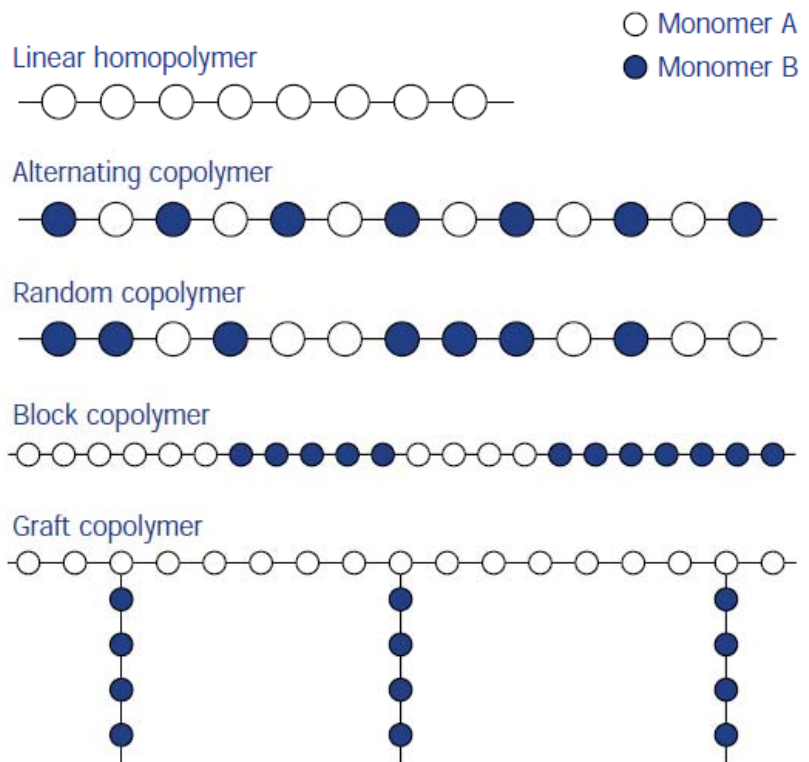 Monomer A
Monomer B
Linear homopolymer
Alternating copolymer
Random copolymer
Block copolymer
Graft copolymer